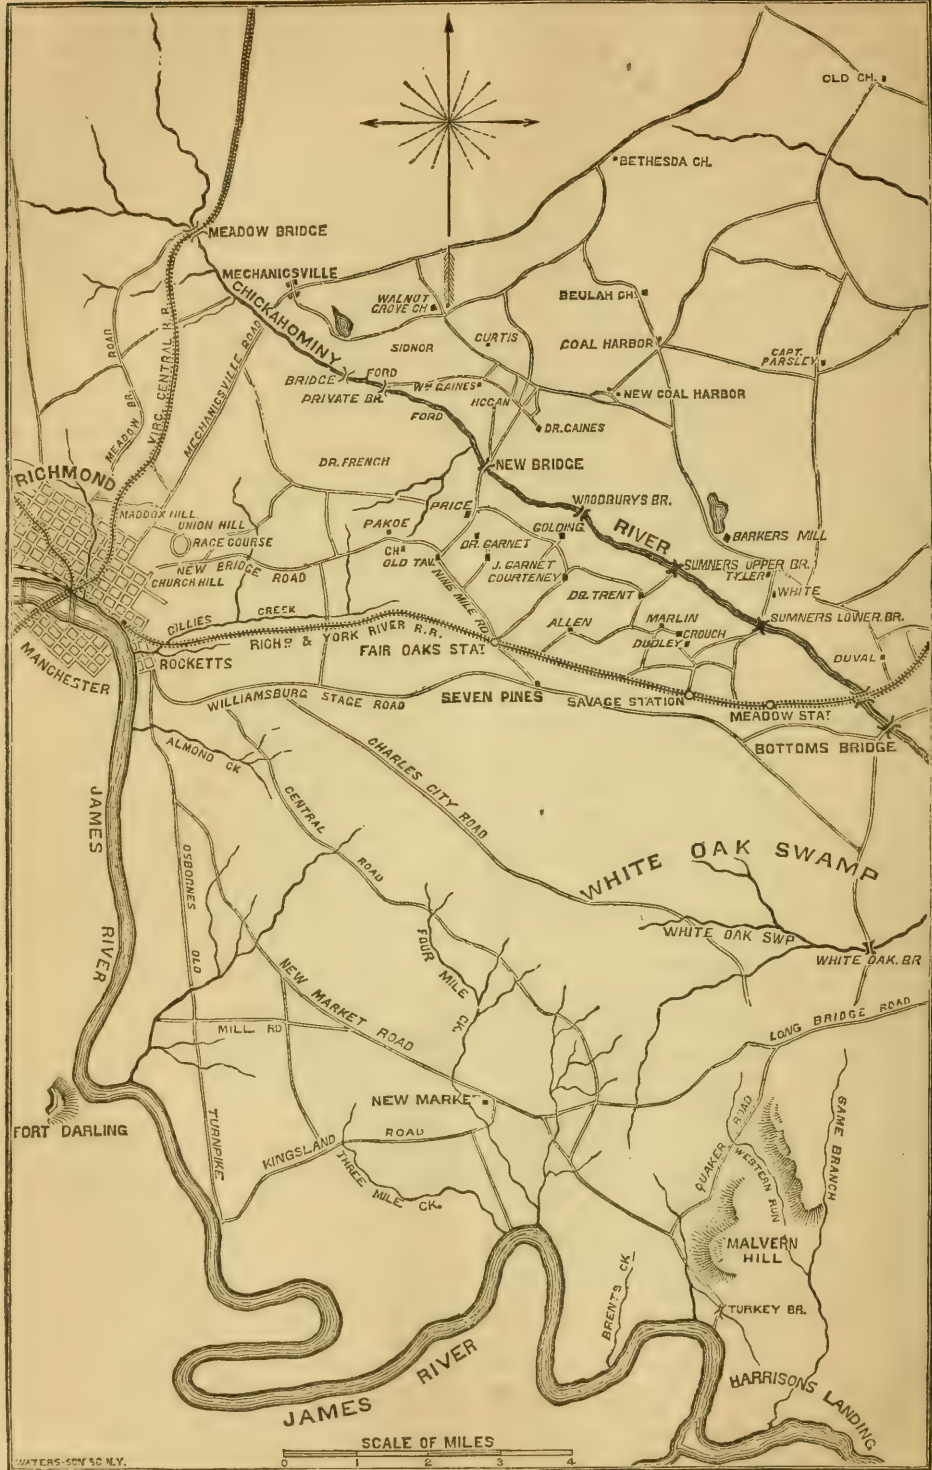 OLD CH.
BETHESDA CH.
MEADOW BRIDGE
MECHANICSVILLE
CHICKAHOMINY
WALNUT
GROVE CH
BEULAH CH.
SIDNOR
CURTIS
COAL HARBOR
CAPT.
PARSLEY
ROAD
MEADOW BR.
VIRG. CENTRAL R.R.
MECHANICSVILLE ROAD
BRIDGE
FORD
PRIVATE BR.
WM GAINES
HOGAN
NEW COAL HARBOR
FORD
DR. GAINES
DR. FRENCH
NEW BRIDGE
RICHMOND
MADDOX HILL
UNION HILL
RACE COURSE
PRICE
WOODBURYS BR.
PAKOE
GOLDING
RIVER
BARKERS MILL
CH.
OLD TAV.
DR. GARNET
J. GARNET
COURTENEY
SUMNERS UPPER BR.
TYLER
NEW BRIDGE
ROAD
CHURCH HILL
NINE MILE RD
DR. TRENT
WHITE
GILLIES CREEK
ALLEN
MARLIN
CROUCH
DUDLEY
SUMNERS LOWER BR.
RICHD & YORK RIVER R.R.
FAIR OAKS STAT
DUVAL
MANCHESTER
ROCKETTS
WILLIAMSBURG STAGE ROAD
SEVEN PINES
SAVAGE STATION
MEADOW STAT
BOTTOMS BRIDGE
ALMOND CK
CHARLES CITY ROAD
CENTRAL
ROAD
JAMES
RIVER
OSBORNES
OLD
TURNPIKE
WHITE OAK SWAMP
FOUR MILE
CK.
WHITE OAK SWP
WHITE OAK. BR
NEW MARKET ROAD
MILL RD
LONG BRIDGE ROAD
FORT DARLING
NEW MARKET
KINGSLAND ROAD
THREE MILE CK.
QUAKER ROAD
WESTERN RUN
GAME BRANCH
MALVERN
HILL
BRENTS CK
TURKEY BR.
JAMES RIVER
HARRISONS LANDING
SCALE OF MILES
0 1 2 3 4
WATERS-SON SC N.Y.